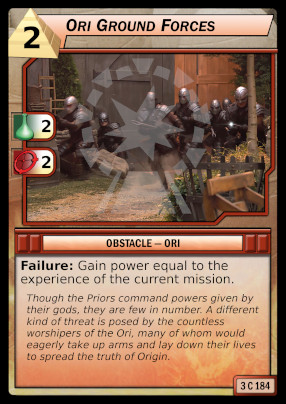 2 ORI GROUND FORCES
2
2
OBSTACLE – ORI
Failure: Gain power equal to the
experience of the current mission.
Though the Priors command powers given by
their gods, they are few in number. A different
kind of threat is posed by the countless
worshipers of the Ori, many of whom would
eagerly take up arms and lay down their lives
to spread the truth of Origin.
3 C 184